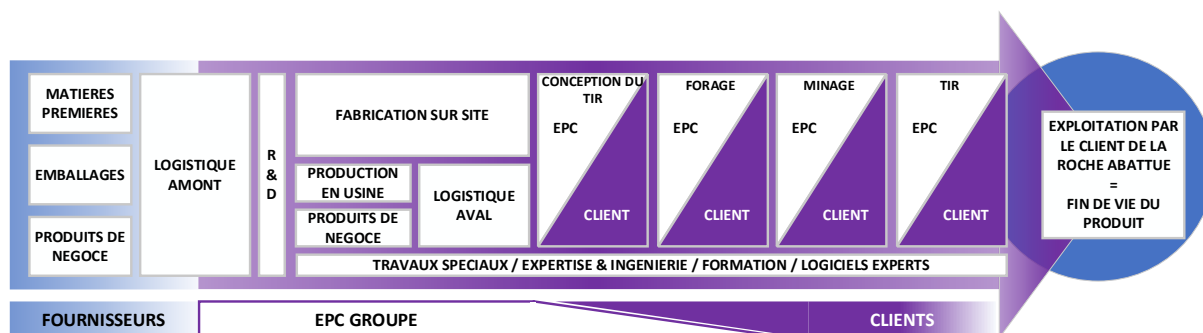 MATIERES
PREMIERES
EMBALLAGES
PRODUITS DE
NEGOCE
LOGISTIQUE
AMONT
R
&
D
FABRICATION SUR SITE
PRODUCTION
EN USINE
PRODUITS DE
NEGOCE
LOGISTIQUE
AVAL
CONCEPTION DU
TIR
EPC
CLIENT
FORAGE
EPC
CLIENT
MINAGE
EPC
CLIENT
TIR
EPC
CLIENT
TRAVAUX SPECIAUX / EXPERTISE & INGENIERIE / FORMATION / LOGICIELS EXPERTS
EXPLOITATION PAR
LE CLIENT DE LA
ROCHE ABATTUE
=
FIN DE VIE DU
PRODUIT
FOURNISSEURS
EPC GROUPE
CLIENTS